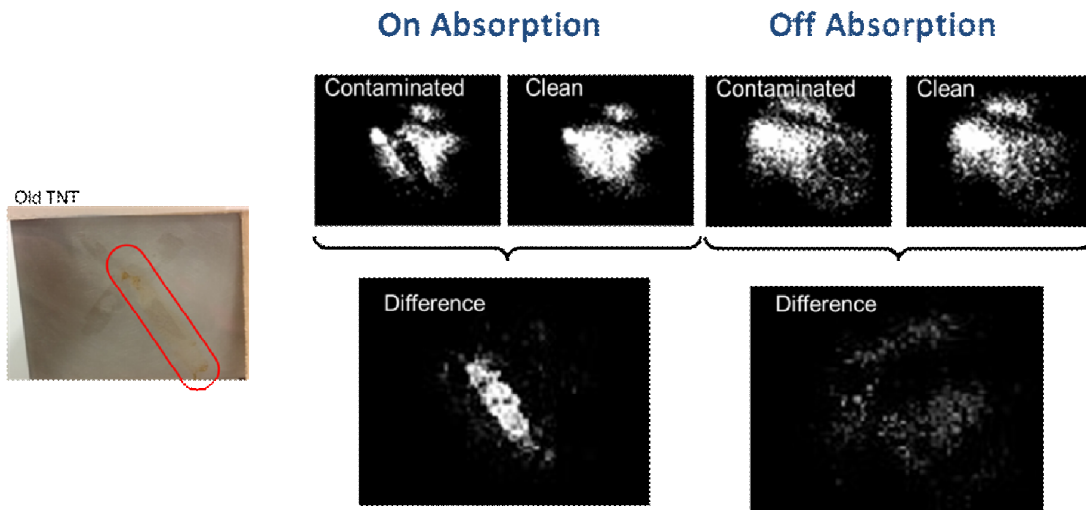 On Absorption
Off Absorption
Contaminated
Clean
Contaminated
Clean
Old TNT
Difference
Difference